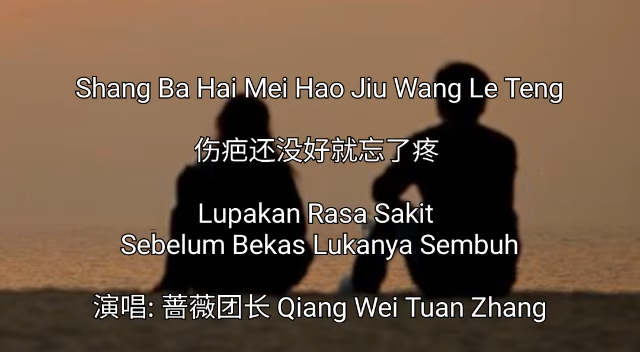 Shang Ba Hai Mei Hao Jiu Wang Le Teng
伤疤还没好就忘了疼
Lupakan Rasa Sakit
Sebelum Bekas Lukanya Sembuh
演唱: 蔷薇团长 Qiang Wei Tuan Zhang